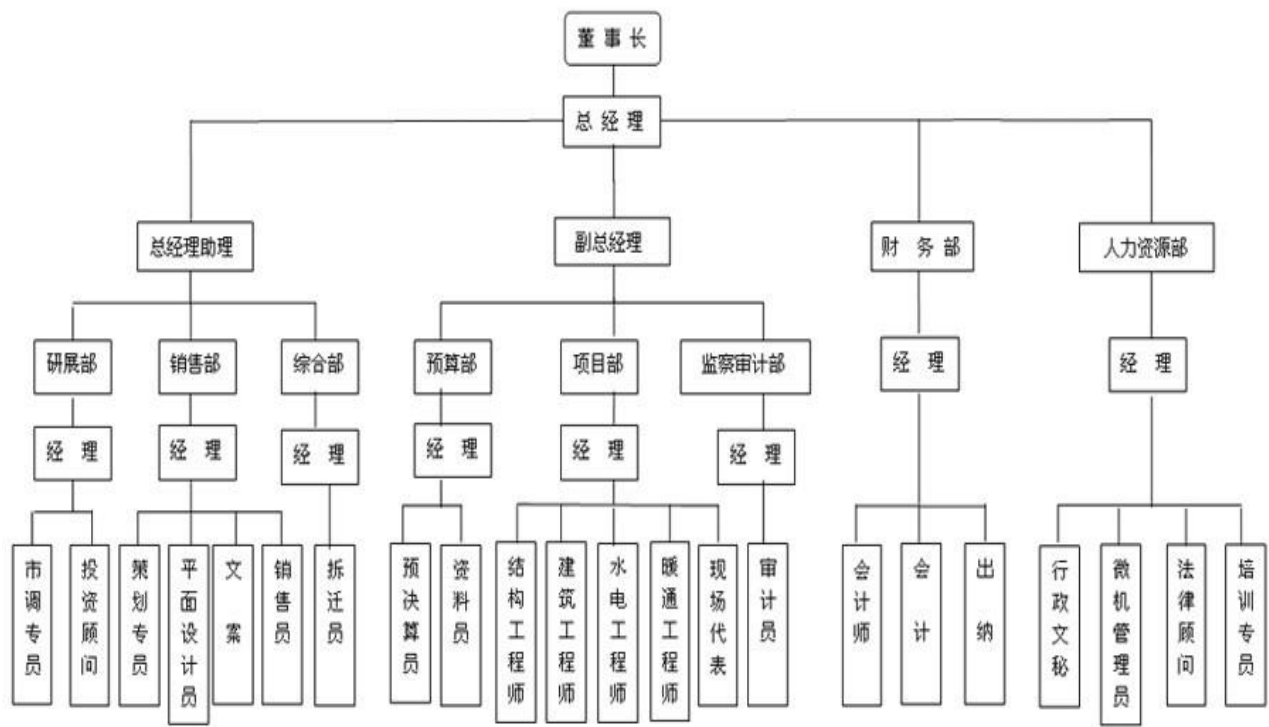 董 事 长
总 经 理
总经理助理
副总经理
财 务 部
人力资源部
研展部
销售部
综合部
预算部
项目部
监察审计部
经 理
经 理
经 理
经 理
经 理
经 理
经 理
经 理
市调专员
投资顾问
策划专员
平面设计员
文 案
销售员
拆迁员
预决算员
资料员
结构工程师
建筑工程师
水电工程师
暖通工程师
现场代表
审计员
会计师
会 计
出 纳
行政文秘
微机管理员
法律顾问
培训专员